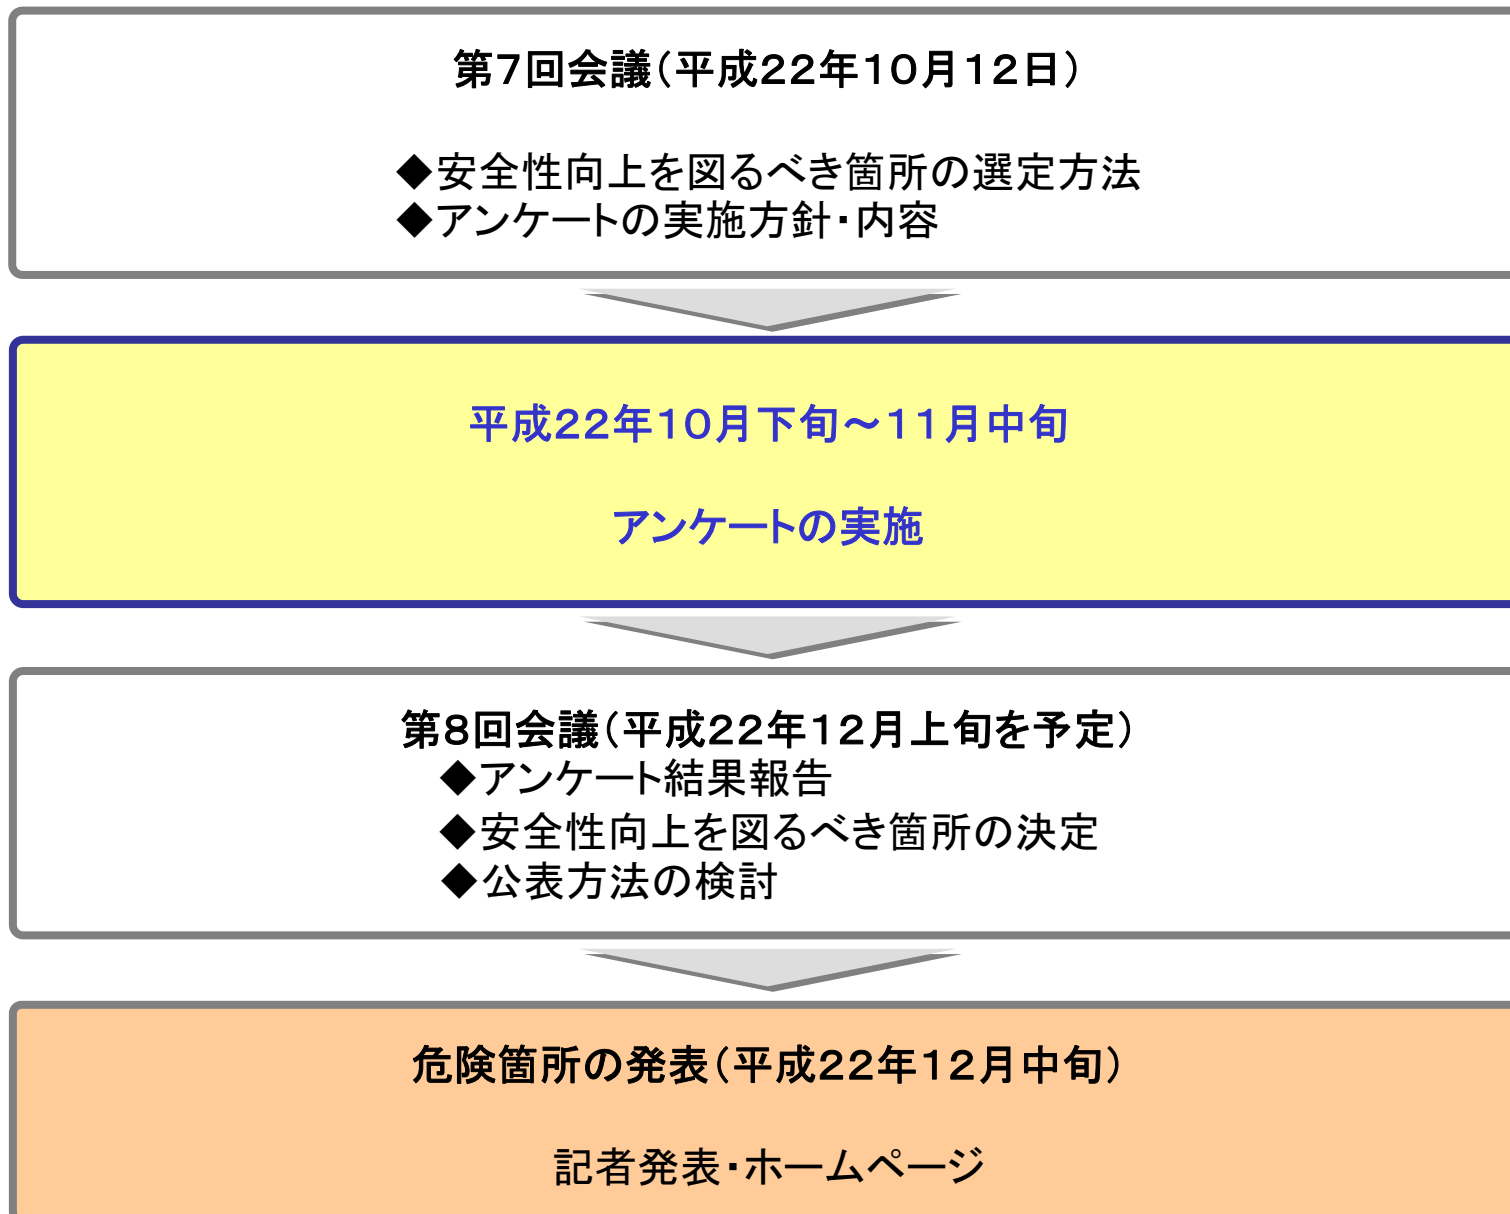 第７回会議（平成２２年１０月１２日）
◆安全性向上を図るべき箇所の選定方法
◆アンケートの実施方針・内容
平成２２年１０月下旬～１１月中旬
アンケートの実施
第８回会議（平成２２年１２月上旬を予定）
◆アンケート結果報告
◆安全性向上を図るべき箇所の決定
◆公表方法の検討
危険箇所の発表（平成２２年１２月中旬）
記者発表・ホームページ